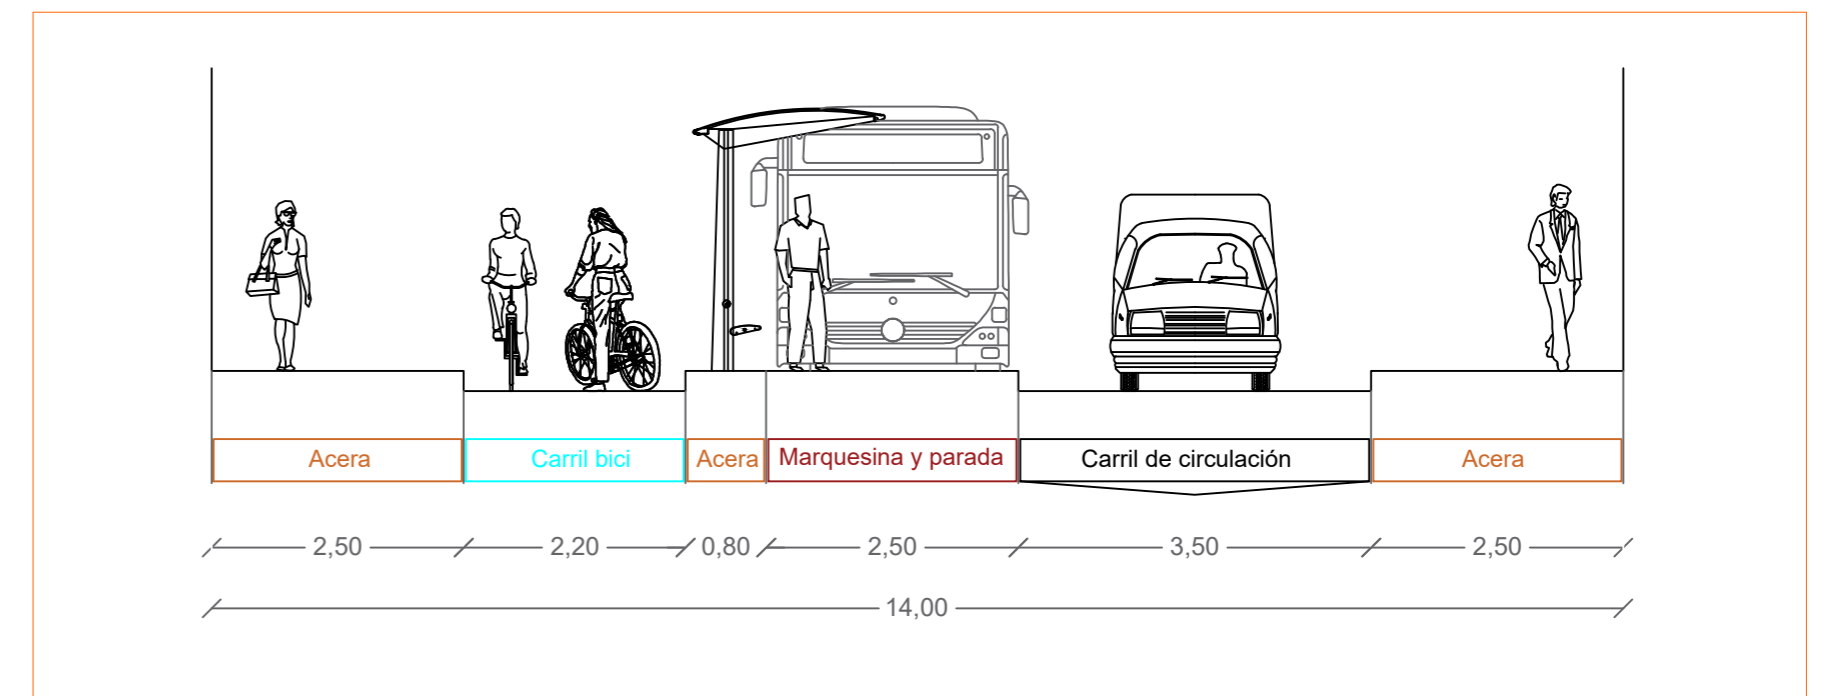 Acera
Carril bici
Acera
Marquesina y parada
Carril de circulación
Acera
2,50
2,20
0,80
2,50
3,50
2,50
14,00